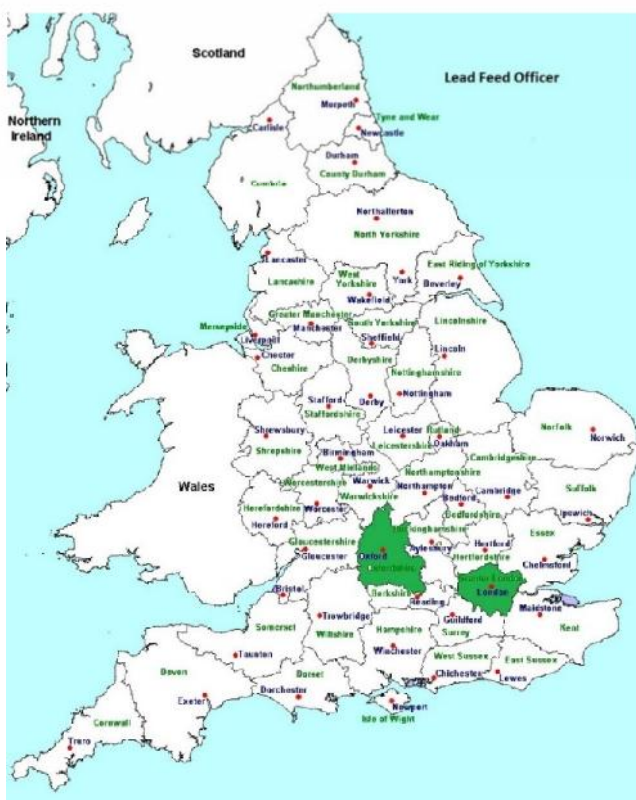 Scotland
Lead Feed Officer
Northumberland
Morpeth
Northern
Ireland
Tyne and Wear
Carlisle
Newcastle
Durham
County Durham
Cumbria
Northallerton
North Yorkshire
Lancaster
East Riding of Yorkshire
West
Yorkshire
York
Beverley
Lancashire
Wakefield
Greater Manchester
South Yorkshire
Lincolnshire
Merseyside
Manchester
Liverpool
Sheffield
Chester
Derbyshire
Lincoln
Cheshire
Nottinghamshire
Stafford
Derby
Nottingham
Staffordshire
Norfolk
Shrewsbury
Leicester
Rutland
Norwich
Shropshire
Leicestershire
Oakham
Birmingham
Cambridgeshire
West Midlands
Northamptonshire
Wales
Worcestershire
Warwick
Northampton
Cambridge
Suffolk
Warwickshire
Bedford
Herefordshire
Worcester
Bedfordshire
Ipswich
Hereford
Essex
Gloucestershire
Oxford
Aylesbury
Hertford
Gloucester
Hertfordshire
Chelmsford
Oxfordshire
Greater London
Bristol
Berkshire
Reading
London
Trowbridge
Maidstone
Somerset
Wiltshire
Hampshire
Guildford
Surrey
Kent
Taunton
Winchester
West Sussex
East Sussex
Devon
Dorset
Chichester
Lewes
Exeter
Dorchester
Newport
Isle of Wight
Cornwall
Truro